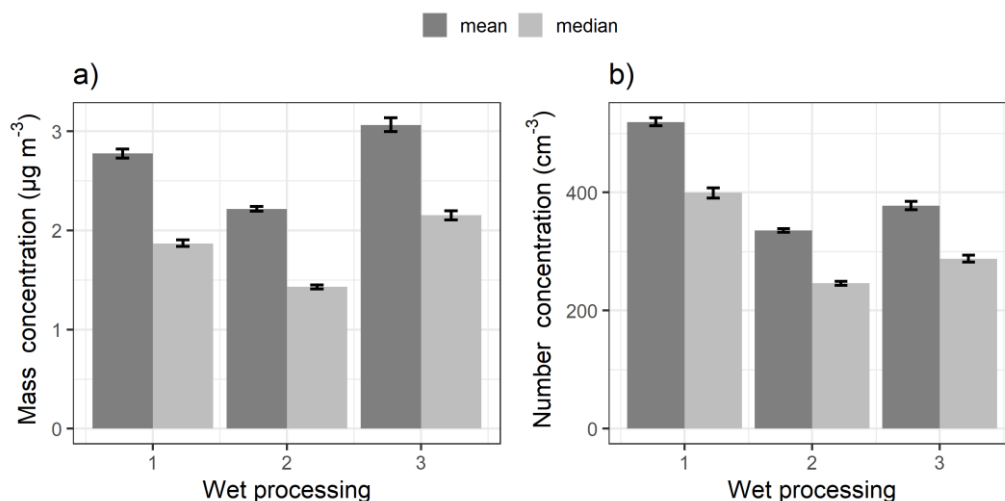 mean median
a)
Mass concentration (µg m⁻³)
3
2
1
0
1 2 3
Wet processing
b)
Number concentration (cm⁻³)
400
200
0
1 2 3
Wet processing